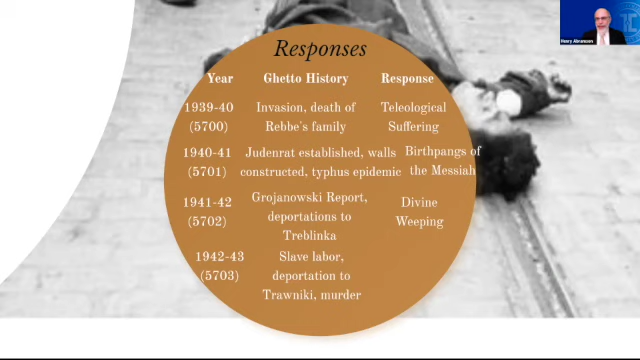 Responses
Year Ghetto History Response
1939-40 Invasion, death of Teleological
(5700) Rebbe's family Suffering
1940-41 Judenrat established, walls Birthpangs of
(5701) constructed, typhus epidemic the Messiah
1941-42 Grojanowski Report, Divine
(5702) deportations to Weeping
Treblinka
1942-43 Slave labor,
(5703) deportation to
Trawniki, murder
Henry Abramson